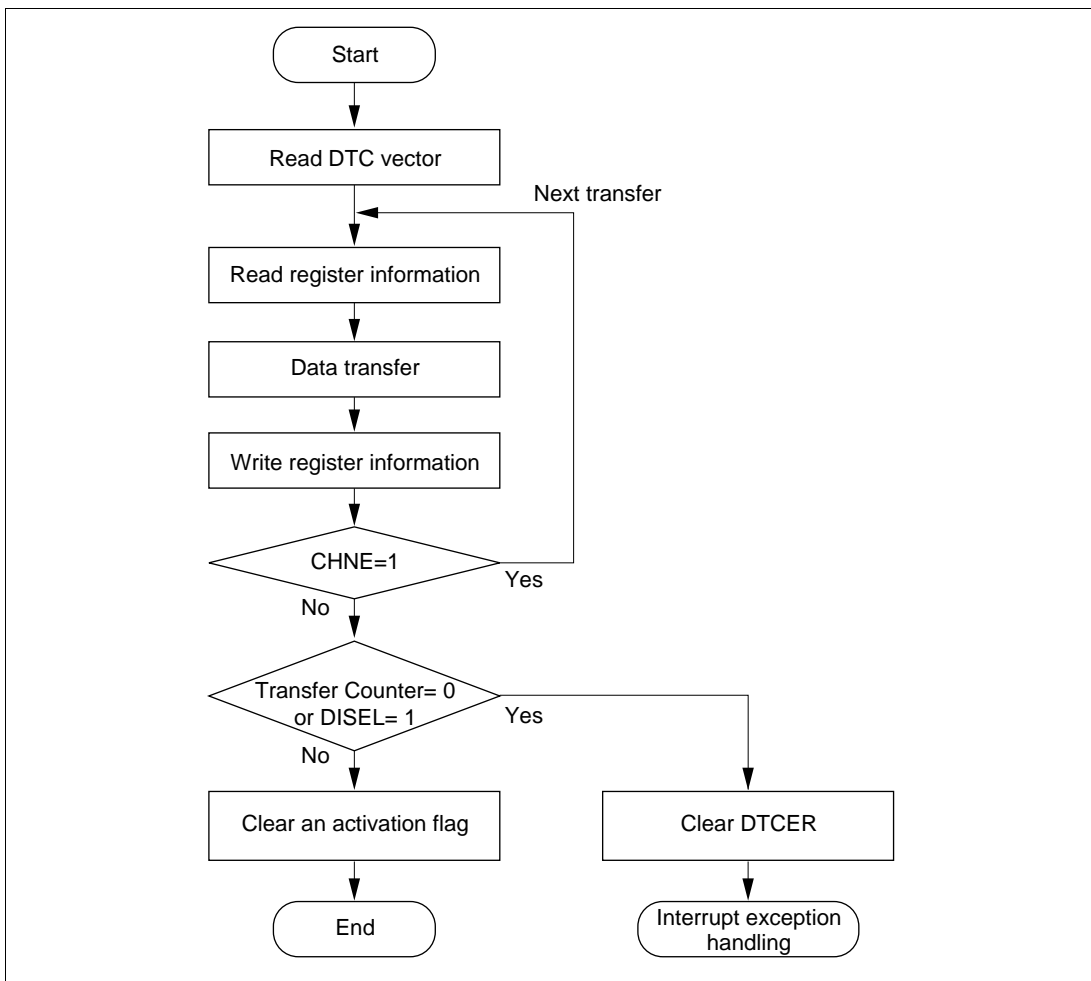 Start
Read DTC vector
Next transfer
Read register information
Data transfer
Write register information
CHNE=1
Yes
No
Transfer Counter= 0
or DISEL= 1
Yes
No
Clear an activation flag
Clear DTCER
End
Interrupt exception
handling